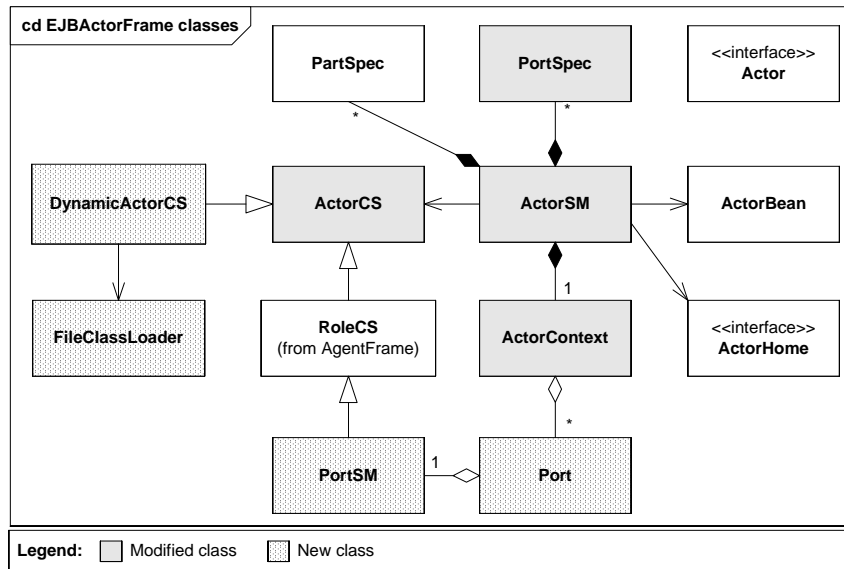 cd EJBActorFrame classes
PartSpec
PortSpec
<<interface>>
Actor
*
*
DynamicActorCS
ActorCS
ActorSM
ActorBean
1
FileClassLoader
RoleCS
(from AgentFrame)
ActorContext
<<interface>>
ActorHome
*
PortSM
1
Port
Legend: Modified class New class